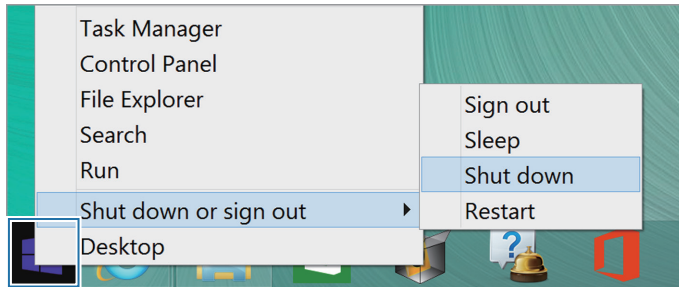 Task Manager
Control Panel
File Explorer
Search
Run
Shut down or sign out
Desktop
Sign out
Sleep
Shut down
Restart
?